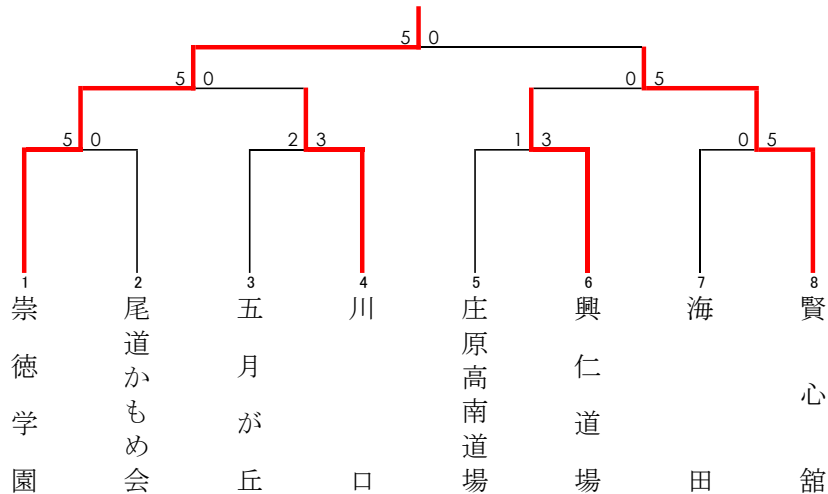 5 0
5 0
0 5
5 0
2 3
1 3
0 5
1
2
3
4
5
6
7
8
崇徳学園
尾道かもめ会
五月が丘
川口
庄原高南道場
興仁道場
海田
賢心舘